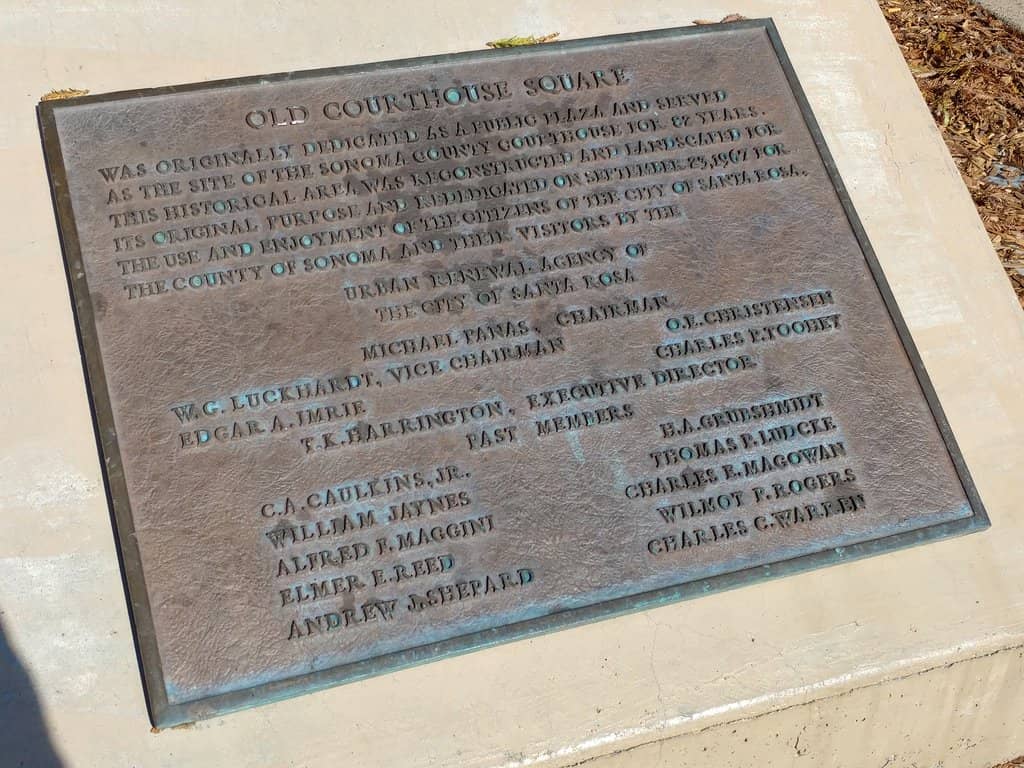 OLD COURTHOUSE SQUARE
WAS ORIGINALLY DEDICATED AS A PUBLIC PLAZA AND SERVED
AS THE SITE OF THE SONOMA COUNTY COURTHOUSE FOR 82 YEARS.
THIS HISTORICAL AREA WAS RECONSTRUCTED AND LANDSCAPED FOR
ITS ORIGINAL PURPOSE AND REDEDICATED ON SEPTEMBER 29, 1967 FOR
THE USE AND ENJOYMENT OF THE CITIZENS OF THE CITY OF SANTA ROSA,
THE COUNTY OF SONOMA AND THEIR VISITORS BY THE
URBAN RENEWAL AGENCY OF
THE CITY OF SANTA ROSA
MICHAEL PANAS, CHAIRMAN
W.G. LUCKHARDT, VICE CHAIRMAN O.E. CHRISTENSEN
EDGAR A. IMRIE CHARLES P. TOOHEY
T.K. HARRINGTON, EXECUTIVE DIRECTOR
PAST MEMBERS
C.A. CAULKINS, JR. H.A. GRUBSHMIDT
WILLIAM JAYNES THOMAS P. LUDCKE
ALFRED F. MAGGINI CHARLES E. MAGOWAN
ELMER E. REED WILMOT P. ROGERS
ANDREW J. SHEPARD CHARLES C. WARREN